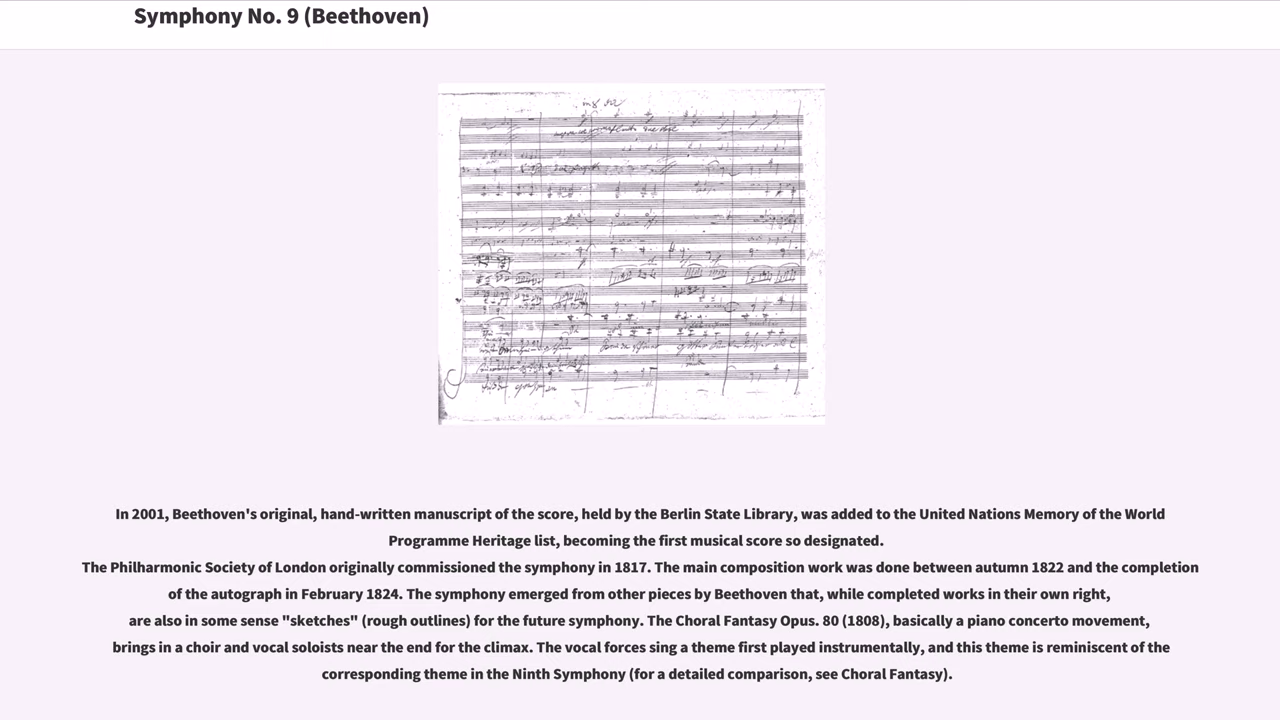 Symphony No. 9 (Beethoven)
In 2001, Beethoven's original, hand-written manuscript of the score, held by the Berlin State Library, was added to the United Nations Memory of the World
Programme Heritage list, becoming the first musical score so designated.
The Philharmonic Society of London originally commissioned the symphony in 1817. The main composition work was done between autumn 1822 and the completion
of the autograph in February 1824. The symphony emerged from other pieces by Beethoven that, while completed works in their own right,
are also in some sense "sketches" (rough outlines) for the future symphony. The Choral Fantasy Opus. 80 (1808), basically a piano concerto movement,
brings in a choir and vocal soloists near the end for the climax. The vocal forces sing a theme first played instrumentally, and this theme is reminiscent of the
corresponding theme in the Ninth Symphony (for a detailed comparison, see Choral Fantasy).